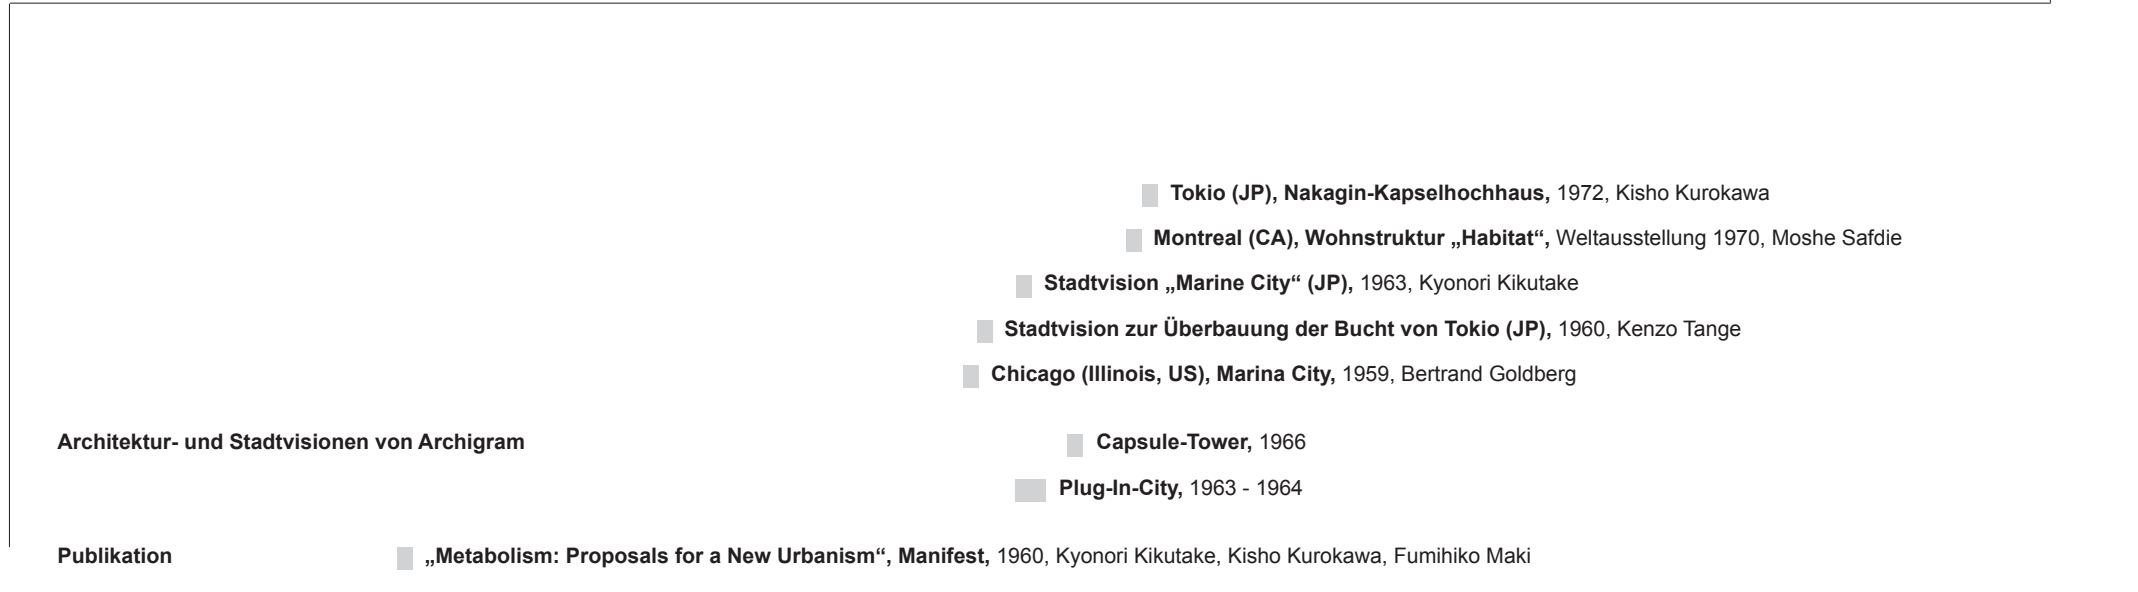 Tokio (JP), Nakagin-Kapselhochhaus, 1972, Kisho Kurokawa
Montreal (CA), Wohnstruktur „Habitat“, Weltausstellung 1970, Moshe Safdie
Stadtvision „Marine City“ (JP), 1963, Kyonori Kikutake
Stadtvision zur Überbauung der Bucht von Tokio (JP), 1960, Kenzo Tange
Chicago (Illinois, US), Marina City, 1959, Bertrand Goldberg
Architektur- und Stadtvisionen von Archigram Capsule-Tower, 1966
Plug-In-City, 1963 - 1964
Publikation „Metabolism: Proposals for a New Urbanism“, Manifest, 1960, Kyonori Kikutake, Kisho Kurokawa, Fumihiko Maki